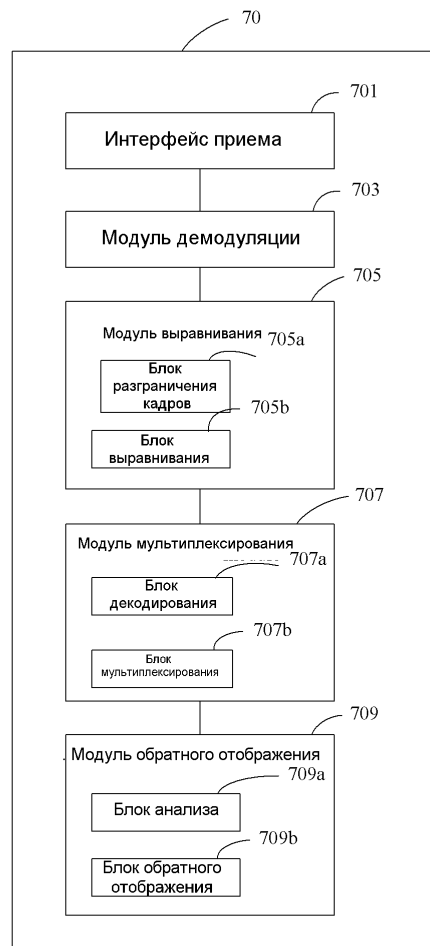 70
701
Интерфейс приема
703
Модуль демодуляции
705
Модуль выравнивания
705a
Блок
разграничения
кадров
705b
Блок
выравнивания
707
Модуль мультиплексирования
707a
Блок
декодирования
707b
Блок
мультиплексирования
709
Модуль обратного отображения
709a
Блок анализа
709b
Блок обратного
отображения